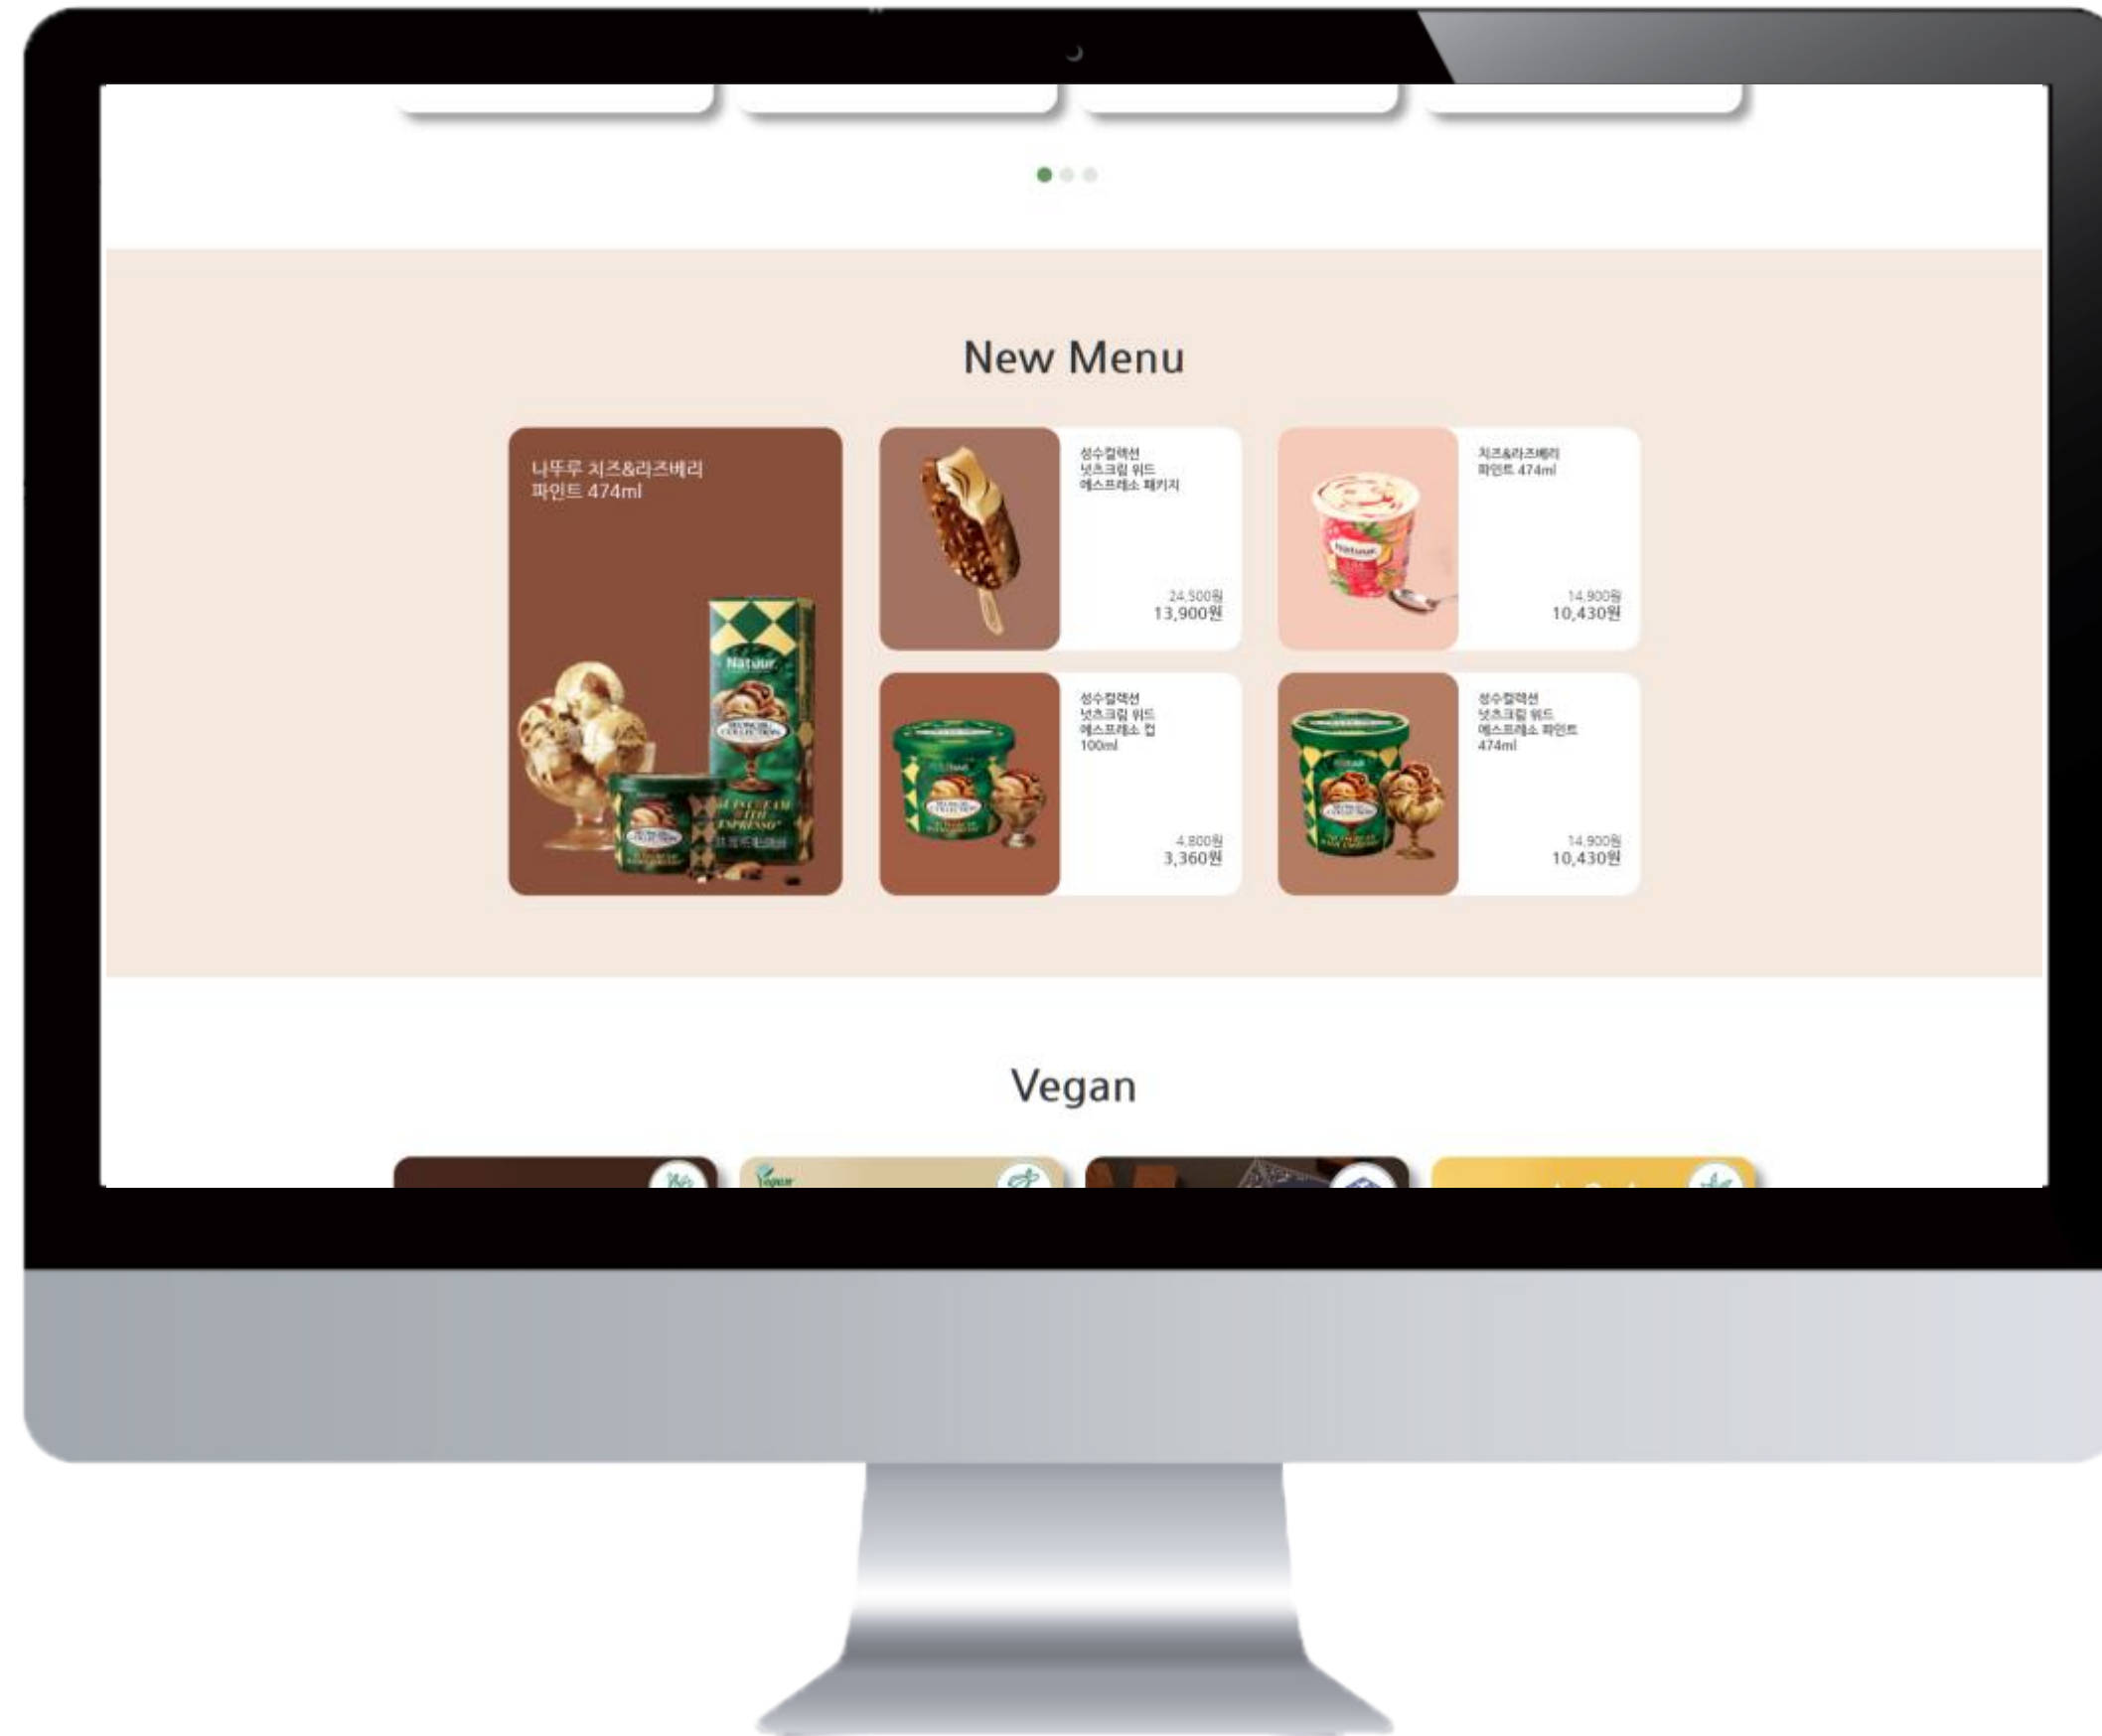 New Menu
나뚜루 치즈&라즈베리
파인트 474ml
Natuur
COLLECTION
ESPRESSO
성수컬렉션
넛츠크림 위드
에스프레소 패키지
24,500원
13,900원
Natuur
치즈&라즈베리
파인트 474ml
14,900원
10,430원
성수컬렉션
넛츠크림 위드
에스프레소 컵
100ml
4,800원
3,360원
성수컬렉션
넛츠크림 위드
에스프레소 파인트
474ml
14,900원
10,430원
Vegan
Vegan